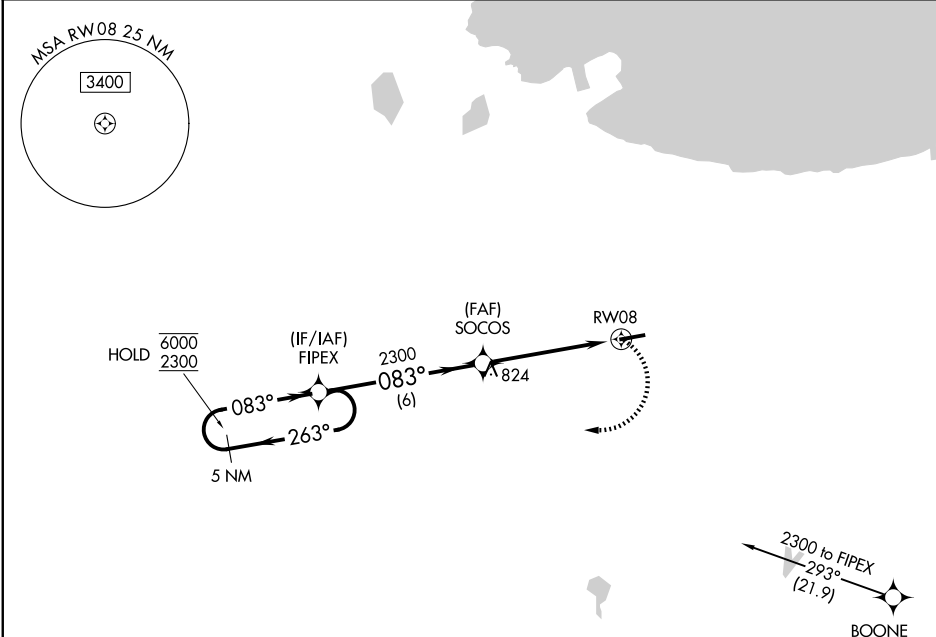 MSA RW08 25 NM
3400
HOLD
6000
2300
(IF/IAF)
FIPEX
2300
083°
(6)
(FAF)
SOCOS
824
RW08
083°
263°
5 NM
2300 to FIPEX
293°
(21.9)
BOONE